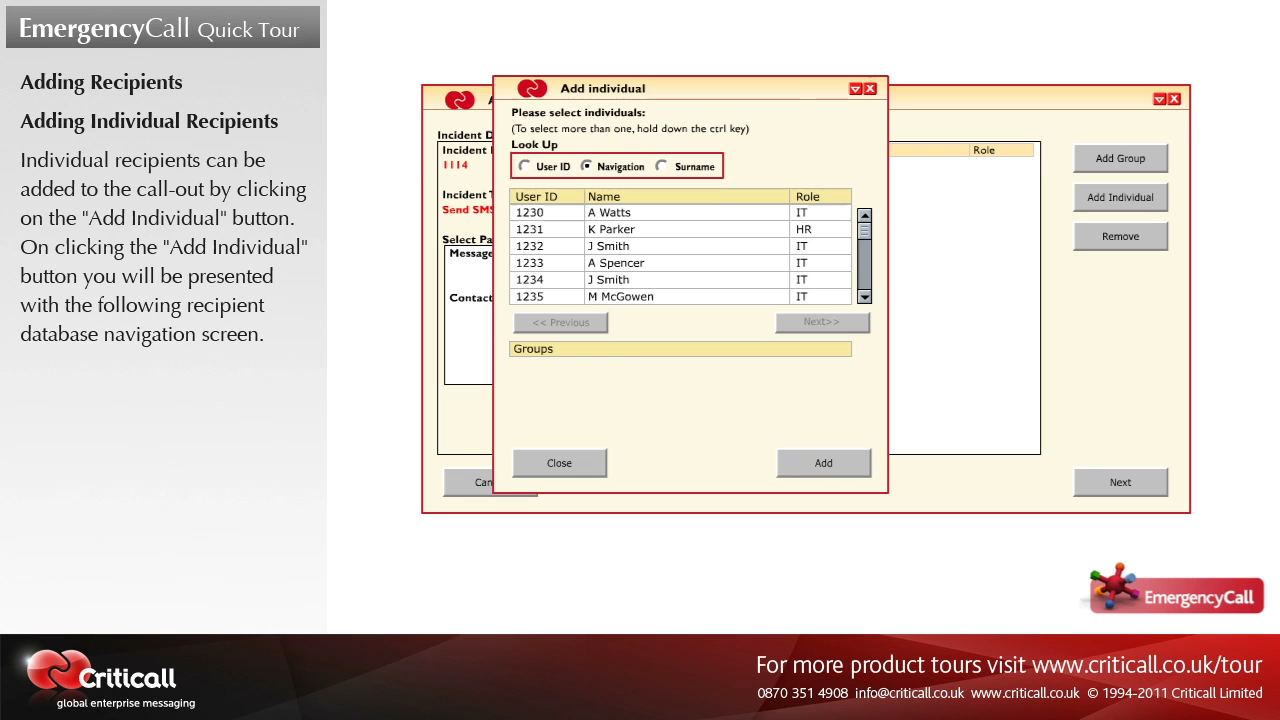 EmergencyCall Quick Tour
Adding Recipients
Adding Individual Recipients
Individual recipients can be
added to the call-out by clicking
on the "Add Individual" button.
On clicking the "Add Individual"
button you will be presented
with the following recipient
database navigation screen.
Add individual
Please select individuals:
(To select more than one, hold down the ctrl key)
Look Up
User ID Navigation Surname
User ID Name Role
1230 A Watts IT
1231 K Parker HR
1232 J Smith IT
1233 A Spencer IT
1234 J Smith IT
1235 M McGowen IT
<< Previous Next>>
Groups
Close Add
Incident D
Incident
1114
Incident T
Send SMS
Select Pa
Message
Contact
Can
Role
Add Group
Add Individual
Remove
Next
EmergencyCall
Criticall
global enterprise messaging
For more product tours visit www.criticall.co.uk/tour
0870 351 4908 info@criticall.co.uk www.criticall.co.uk © 1994-2011 Criticall Limited